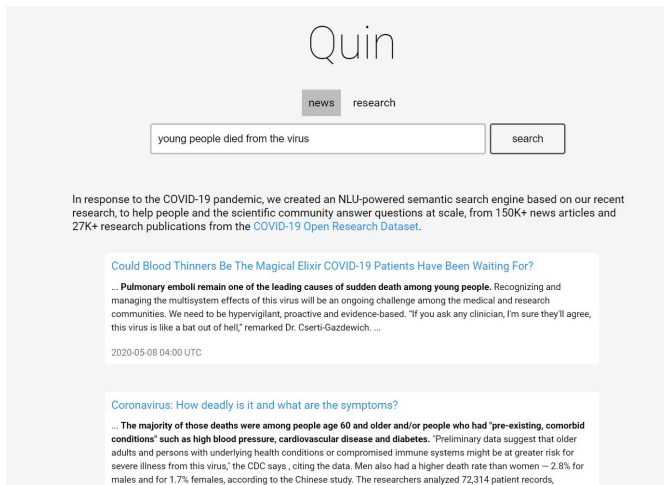 Quin
news research
young people died from the virus search
In response to the COVID-19 pandemic, we created an NLU-powered semantic search engine based on our recent
research, to help people and the scientific community answer questions at scale, from 150K+ news articles and
27K+ research publications from the COVID-19 Open Research Dataset.
Could Blood Thinners Be The Magical Elixir COVID-19 Patients Have Been Waiting For?
... Pulmonary emboli remain one of the leading causes of sudden death among young people. Recognizing and
managing the multisystem effects of this virus will be an ongoing challenge among the medical and research
communities. We need to be hypervigilant, proactive and evidence-based. "If you ask any clinician, I'm sure they'll agree,
this virus is like a bat out of hell," remarked Dr. Cserti-Gazdewich. ...
2020-05-08 04:00 UTC
Coronavirus: How deadly is it and what are the symptoms?
... The majority of those deaths were among people age 60 and older and/or people who had "pre-existing, comorbid
conditions" such as high blood pressure, cardiovascular disease and diabetes. "Preliminary data suggest that older
adults and persons with underlying health conditions or compromised immune systems might be at greater risk for
severe illness from this virus,' the CDC says , citing the data. Men also had a higher death rate than women — 2.8% for
males and for 1.7% females, according to the Chinese study. The researchers analyzed 72,314 patient records,